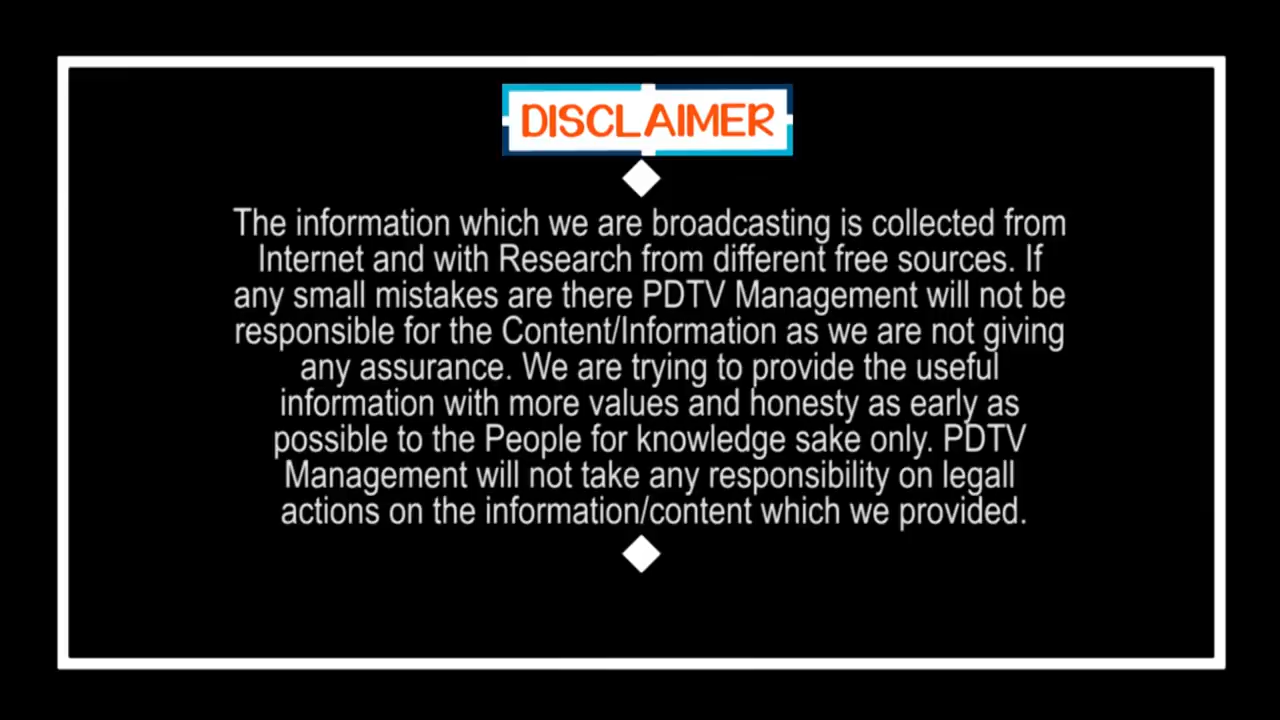 DISCLAIMER
The information which we are broadcasting is collected from
Internet and with Research from different free sources. If
any small mistakes are there PDTV Management will not be
responsible for the Content/Information as we are not giving
any assurance. We are trying to provide the useful
information with more values and honesty as early as
possible to the People for knowledge sake only. PDTV
Management will not take any responsibility on legall
actions on the information/content which we provided.